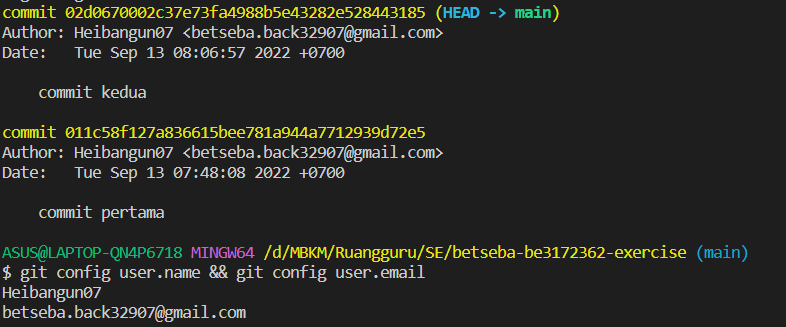 commit 02d0670002c37e73fa4988b5e43282e528443185 (HEAD -> main)
Author: Heibangun07 <betseba.back32907@gmail.com>
Date:   Tue Sep 13 08:06:57 2022 +0700
    commit kedua
commit 011c58f127a836615bee781a944a7712939d72e5
Author: Heibangun07 <betseba.back32907@gmail.com>
Date:   Tue Sep 13 07:48:08 2022 +0700
    commit pertama
ASUS@LAPTOP-QN4P6718 MINGW64 /d/MBKM/Ruangguru/SE/betseba-be3172362-exercise (main)
$ git config user.name && git config user.email
Heibangun07
betseba.back32907@gmail.com